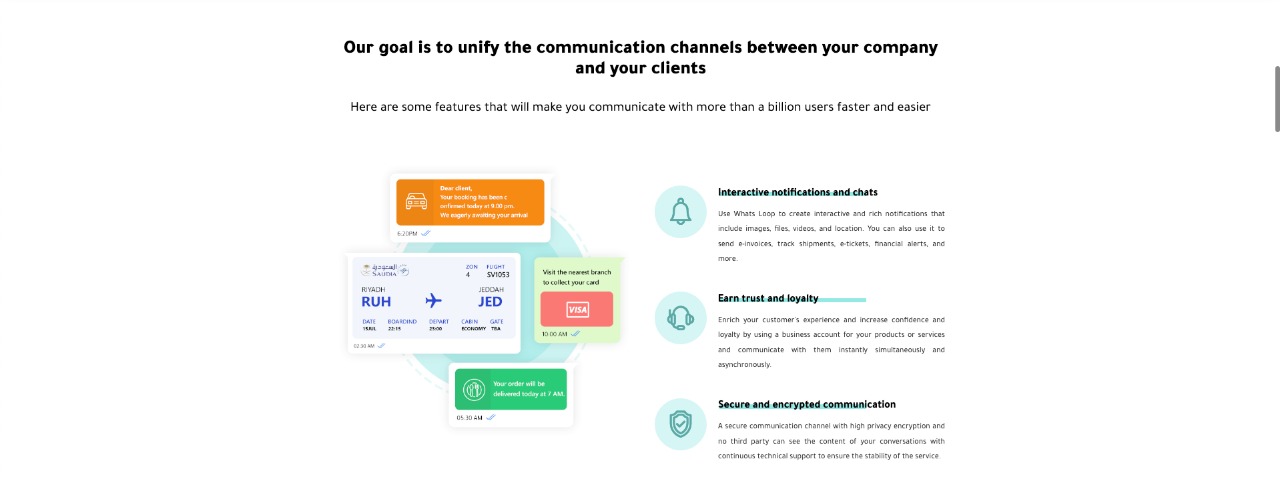 Our goal is to unify the communication channels between your company
and your clients
Here are some features that will make you communicate with more than a billion users faster and easier
Dear client,
Your booking has been c
onfirmed today at 9.00 pm.
We eagerly awaiting your arrival
6:20PM
السعودية
SAUDIA
ZON FLIGHT
4 SV1053
RIYADH JEDDAH
RUH JED
DATE BOARDIND DEPART CABIN GATE
15JUL 22:15 23:00 ECONOMY TBA
02:30 AM
Visit the nearest branch
to collect your card
VISA
10:00 AM
Your order will be
delivered today at 7 AM.
05:30 AM
Interactive notifications and chats
Use Whats Loop to create interactive and rich notifications that
include images, files, videos, and location. You can also use it to
send e-invoices, track shipments, e-tickets, financial alerts, and
more.
Earn trust and loyalty
Enrich your customer's experience and increase confidence and
loyalty by using a business account for your products or services
and communicate with them instantly simultaneously and
asynchronously.
Secure and encrypted communication
A secure communication channel with high privacy encryption and
no third party can see the content of your conversations with
continuous technical support to ensure the stability of the service.